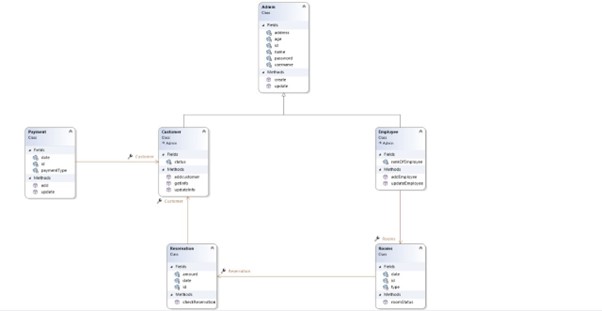 Admin
Class
Fields
address
age
id
name
password
username
Methods
create
update
Payment
Class
Fields
date
id
paymentType
Methods
add
update
Customer
Customer
Class
Admin
Fields
status
Methods
addcustomer
getinfo
updateinfo
Customer
Employee
Class
Admin
Fields
Methods
addEmployee
updateEmployee
Rooms
Reservation
Class
Fields
amount
date
id
Methods
checkReservation
Reservation
Rooms
Class
Fields
date
id
type
Methods
roomstatus